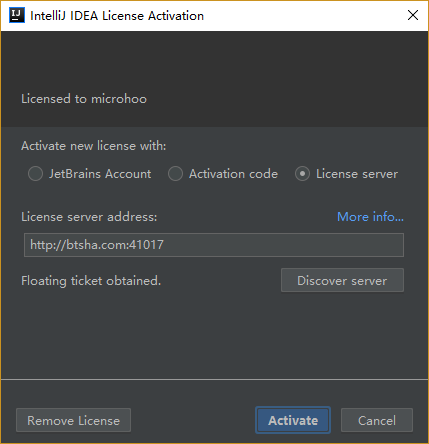 IntelliJ IDEA License Activation
Licensed to microhoo
Activate new license with:
JetBrains Account Activation code License server
License server address: More info...
http://btsha.com:41017
Floating ticket obtained. Discover server
Remove License Activate Cancel